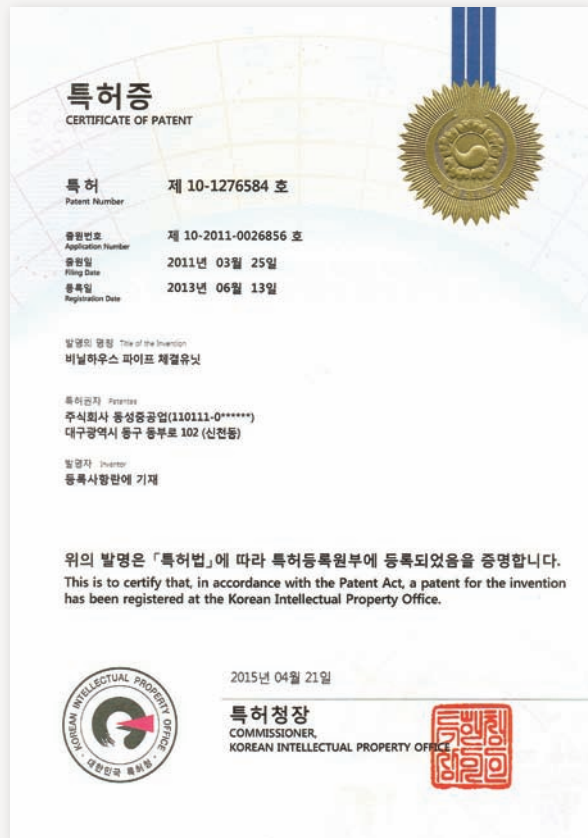 특허증
CERTIFICATE OF PATENT
특허 제 10-1276584 호
Patent Number
출원번호 제 10-2011-0026856 호
Application Number
출원일 2011년 03월 25일
Filing Date
등록일 2013년 06월 13일
Registration Date
발명의 명칭 Title of the Invention
비닐하우스 파이프 체결유닛
특허권자 Patentee
주식회사 동성중공업(110111-0******)
대구광역시 동구 동부로 102 (신천동)
발명자 Inventor
등록사항란에 기재
위의 발명은 「특허법」에 따라 특허등록원부에 등록되었음을 증명합니다.
This is to certify that, in accordance with the Patent Act, a patent for the invention
has been registered at the Korean Intellectual Property Office.
2015년 04월 21일
특허청장
COMMISSIONER,
KOREAN INTELLECTUAL PROPERTY OFFICE
KOREAN INTELLECTUAL PROPERTY OFFICE
대한민국 특허청